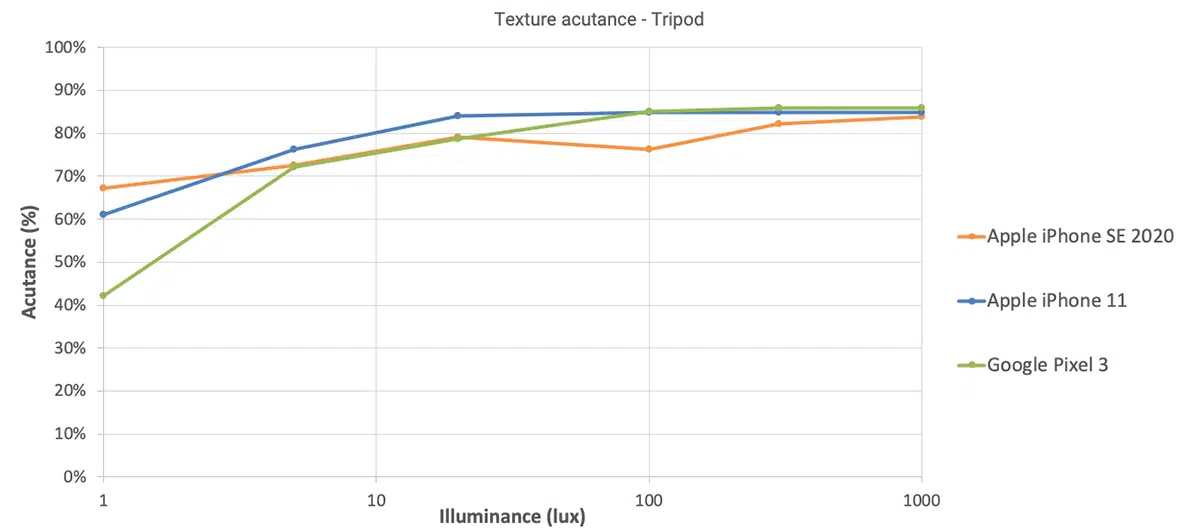 Texture acutance - Tripod
100%
90%
80%
70%
60%
50%
40%
30%
20%
10%
0%
Acutance (%)
1
10
100
1000
Illuminance (lux)
Apple iPhone SE 2020
Apple iPhone 11
Google Pixel 3